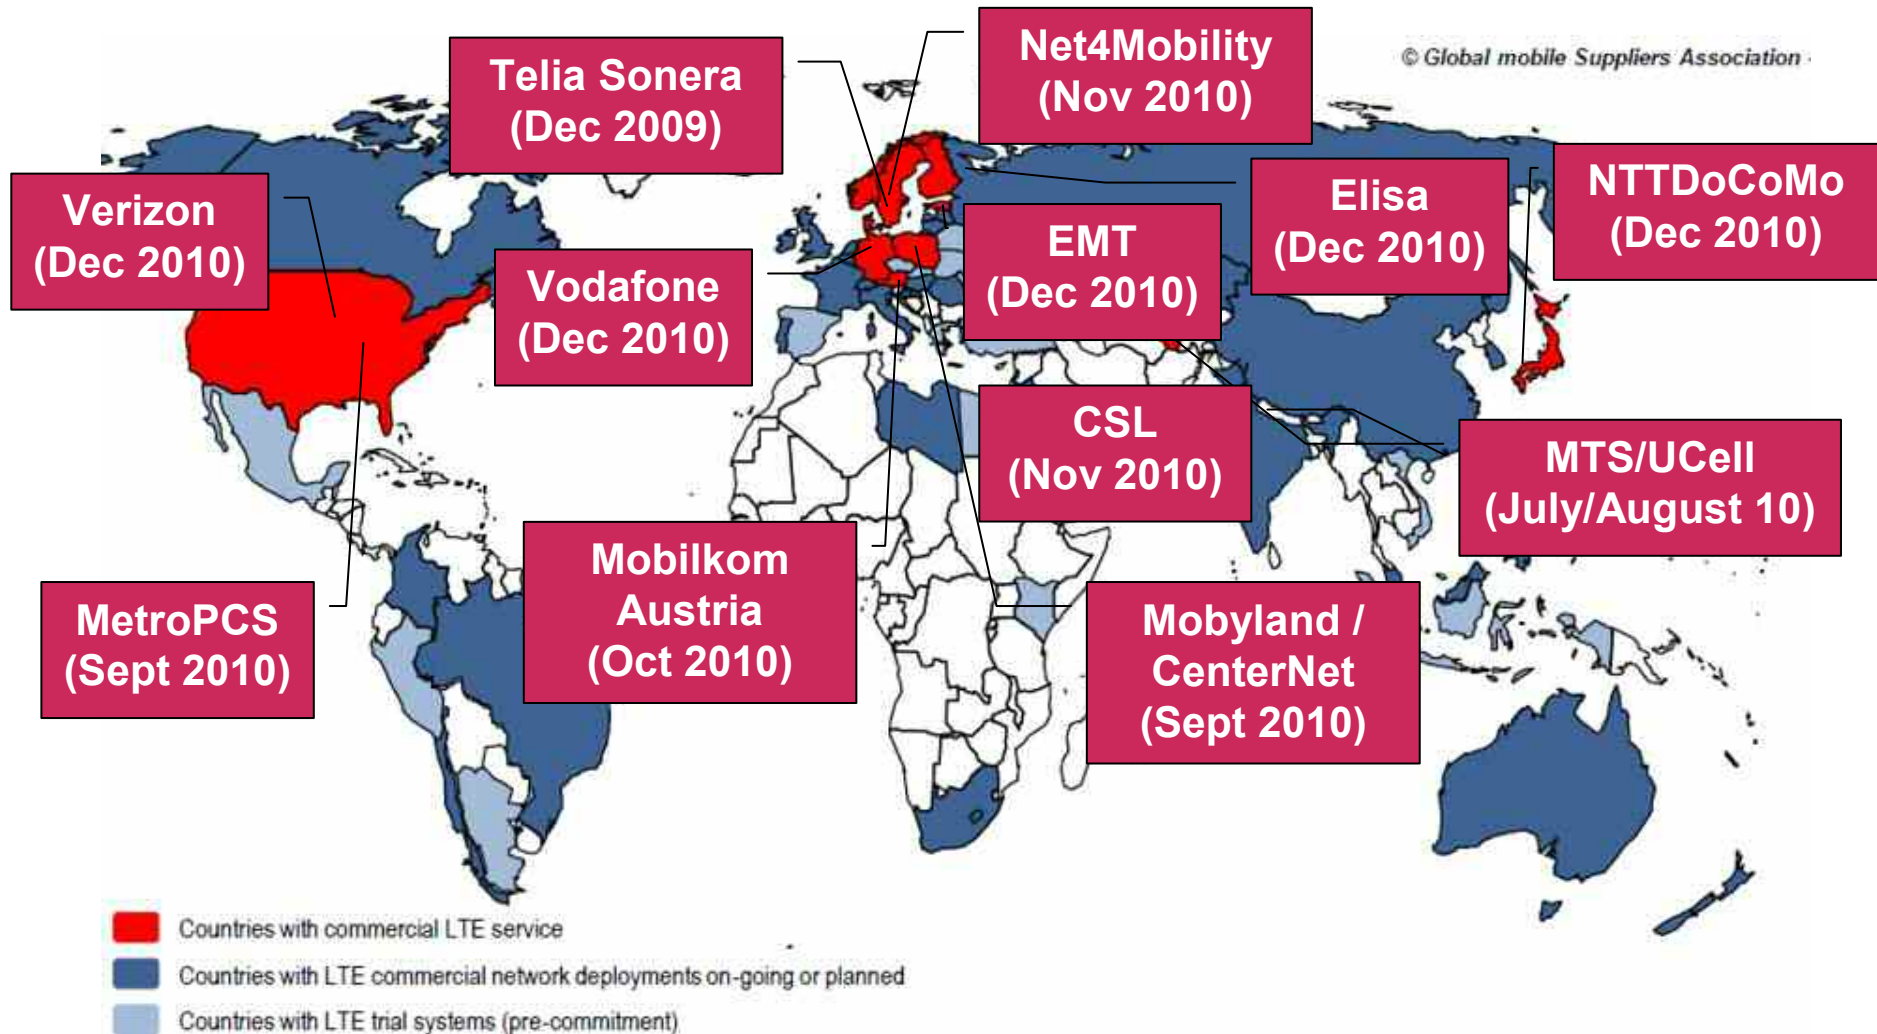 © Global mobile Suppliers Association
Telia Sonera
(Dec 2009)
Net4Mobility
(Nov 2010)
Verizon
(Dec 2010)
Vodafone
(Dec 2010)
EMT
(Dec 2010)
Elisa
(Dec 2010)
NTTDoCoMo
(Dec 2010)
CSL
(Nov 2010)
MTS/UCell
(July/August 10)
MetroPCS
(Sept 2010)
Mobilkom
Austria
(Oct 2010)
Mobyland /
CenterNet
(Sept 2010)
Countries with commercial LTE service
Countries with LTE commercial network deployments on-going or planned
Countries with LTE trial systems (pre-commitment)